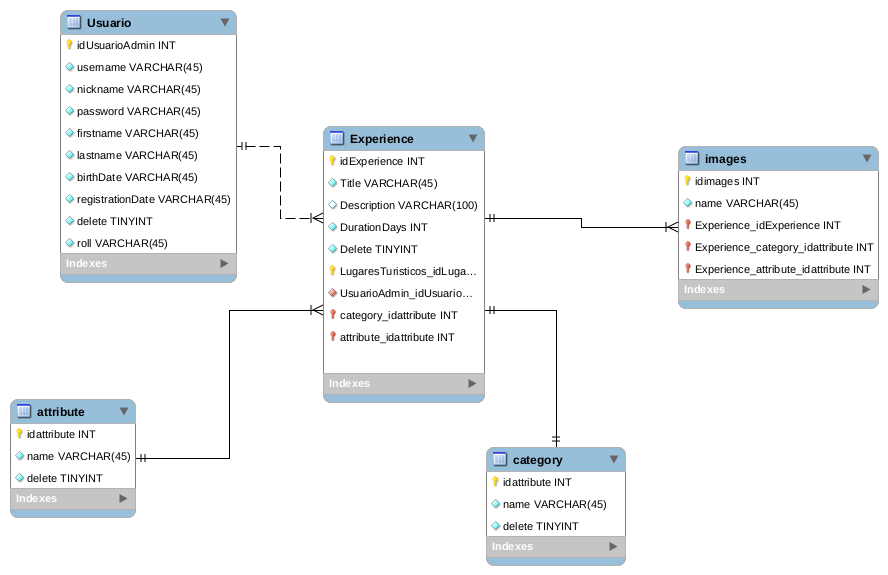 Usuario
idUsuarioAdmin INT
username VARCHAR(45)
nickname VARCHAR(45)
password VARCHAR(45)
firstname VARCHAR(45)
lastname VARCHAR(45)
birthDate VARCHAR(45)
registrationDate VARCHAR(45)
delete TINYINT
roll VARCHAR(45)
Indexes
Experience
idExperience INT
Title VARCHAR(45)
Description VARCHAR(100)
DurationDays INT
Delete TINYINT
LugaresTuristicos_idLuga...
UsuarioAdmin_idUsuario...
category_idattribute INT
attribute_idattribute INT
Indexes
images
idimages INT
name VARCHAR(45)
Experience_idExperience INT
Experience_category_idattribute INT
Experience_attribute_idattribute INT
Indexes
attribute
idattribute INT
name VARCHAR(45)
delete TINYINT
Indexes
category
idattribute INT
name VARCHAR(45)
delete TINYINT
Indexes